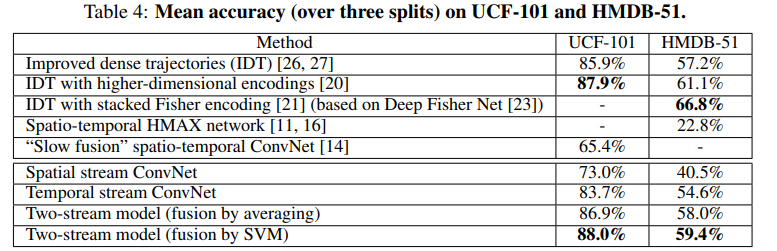 Table 4: Mean accuracy (over three splits) on UCF-101 and HMDB-51.
Method UCF-101 HMDB-51
Improved dense trajectories (IDT) [26, 27] 85.9% 57.2%
IDT with higher-dimensional encodings [20] 87.9% 61.1%
IDT with stacked Fisher encoding [21] (based on Deep Fisher Net [23]) - 66.8%
Spatio-temporal HMAX network [11, 16] - 22.8%
“Slow fusion” spatio-temporal ConvNet [14] 65.4% -
Spatial stream ConvNet 73.0% 40.5%
Temporal stream ConvNet 83.7% 54.6%
Two-stream model (fusion by averaging) 86.9% 58.0%
Two-stream model (fusion by SVM) 88.0% 59.4%